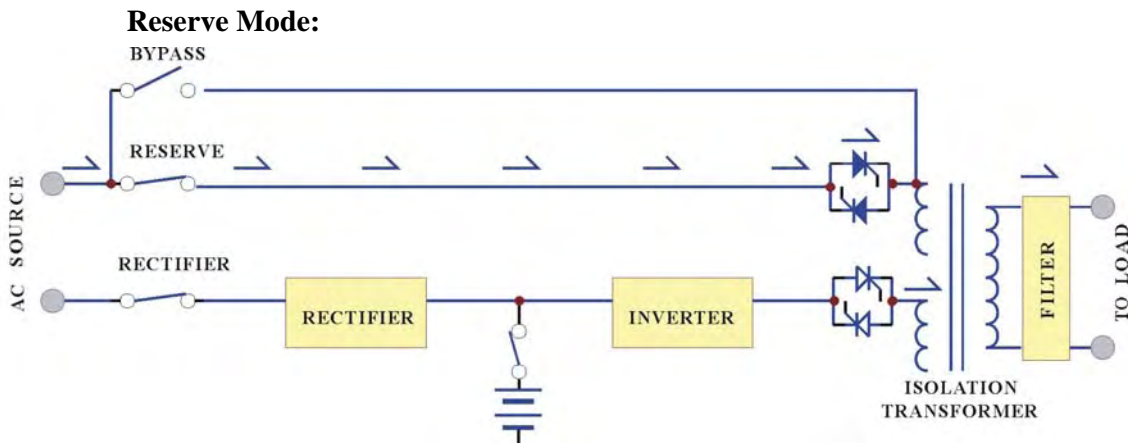 Reserve Mode:
BYPASS
RESERVE
AC SOURCE
RECTIFIER
RECTIFIER
INVERTER
FILTER
TO LOAD
ISOLATION
TRANSFORMER